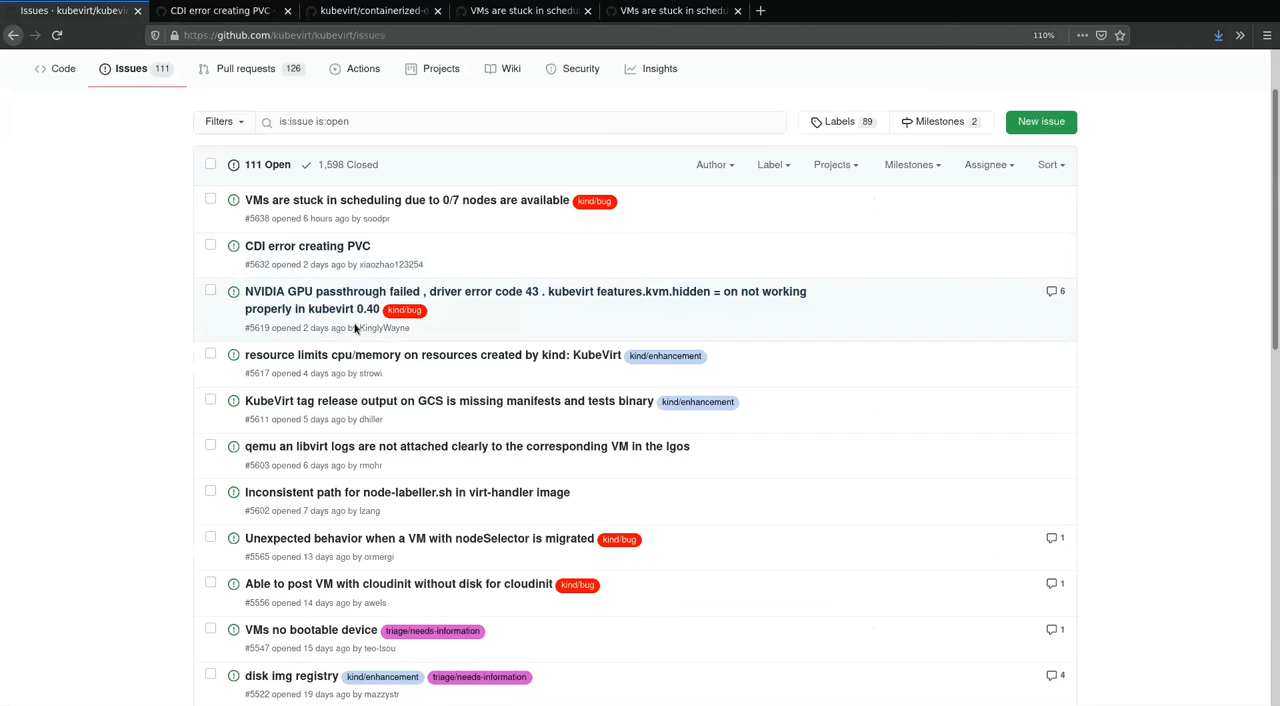 Issues · kubevirt/kubevir
CDI error creating PVC ·
kubevirt/containerized-d
VMs are stuck in schedu
VMs are stuck in schedu
https://github.com/kubevirt/kubevirt/issues
110%
Code
Issues 111
Pull requests 126
Actions
Projects
Wiki
Security
Insights
Filters
is:issue is:open
Labels 89
Milestones 2
New issue
111 Open
1,598 Closed
Author
Label
Projects
Milestones
Assignee
Sort
VMs are stuck in scheduling due to 0/7 nodes are available kind/bug
#5638 opened 6 hours ago by soodpr
CDI error creating PVC
#5632 opened 2 days ago by xiaozhao123254
NVIDIA GPU passthrough failed , driver error code 43 . kubevirt features.kvm.hidden = on not working
6
properly in kubevirt 0.40 kind/bug
#5619 opened 2 days ago by KinglyWayne
resource limits cpu/memory on resources created by kind: KubeVirt kind/enhancement
#5617 opened 4 days ago by strowi
KubeVirt tag release output on GCS is missing manifests and tests binary kind/enhancement
#5611 opened 5 days ago by dhiller
qemu an libvirt logs are not attached clearly to the corresponding VM in the lgos
#5603 opened 6 days ago by rmohr
Inconsistent path for node-labeller.sh in virt-handler image
#5602 opened 7 days ago by lzang
Unexpected behavior when a VM with nodeSelector is migrated kind/bug
1
#5565 opened 13 days ago by ormergi
Able to post VM with cloudinit without disk for cloudinit kind/bug
1
#5556 opened 14 days ago by awels
VMs no bootable device triage/needs-information
1
#5547 opened 15 days ago by teo-tsou
disk img registry kind/enhancement triage/needs-information
4
#5522 opened 19 days ago by mazzystr